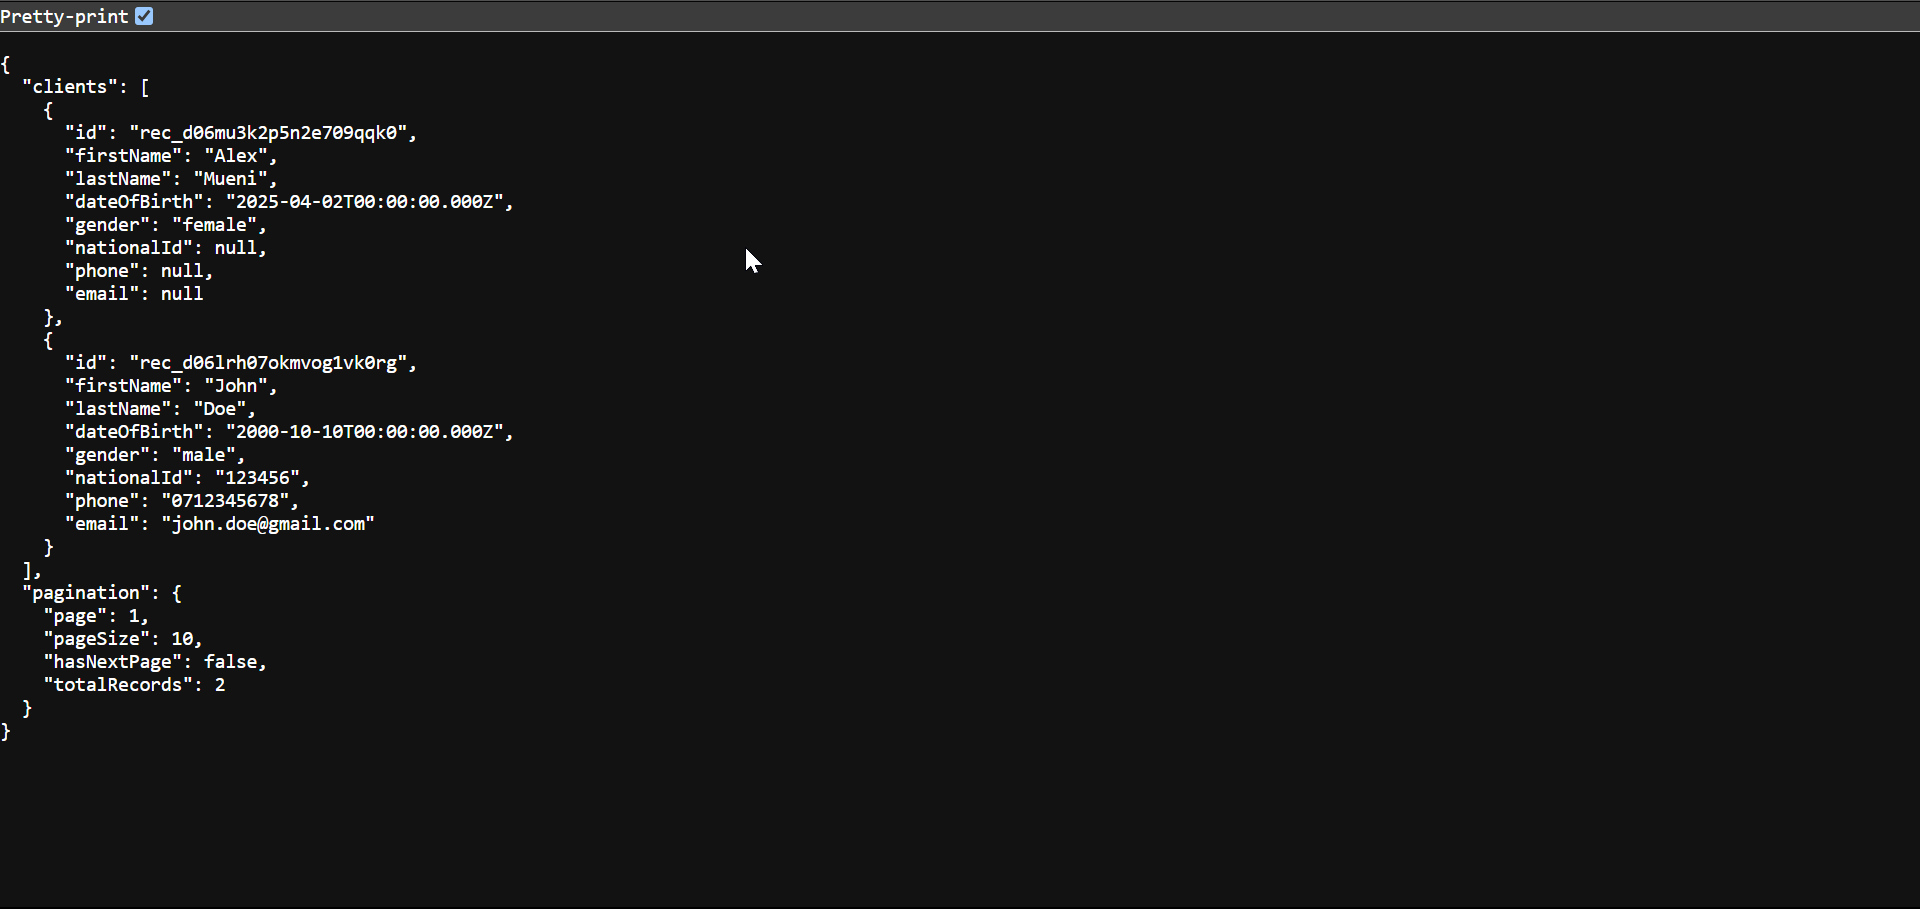 Pretty-print
{
  "clients": [
    {
      "id": "rec_d06mu3k2p5n2e709qqk0",
      "firstName": "Alex",
      "lastName": "Mueni",
      "dateOfBirth": "2025-04-02T00:00:00.000Z",
      "gender": "female",
      "nationalId": null,
      "phone": null,
      "email": null
    },
    {
      "id": "rec_d06lrh07okmvog1vk0rg",
      "firstName": "John",
      "lastName": "Doe",
      "dateOfBirth": "2000-10-10T00:00:00.000Z",
      "gender": "male",
      "nationalId": "123456",
      "phone": "0712345678",
      "email": "john.doe@gmail.com"
    }
  ],
  "pagination": {
    "page": 1,
    "pageSize": 10,
    "hasNextPage": false,
    "totalRecords": 2
  }
}